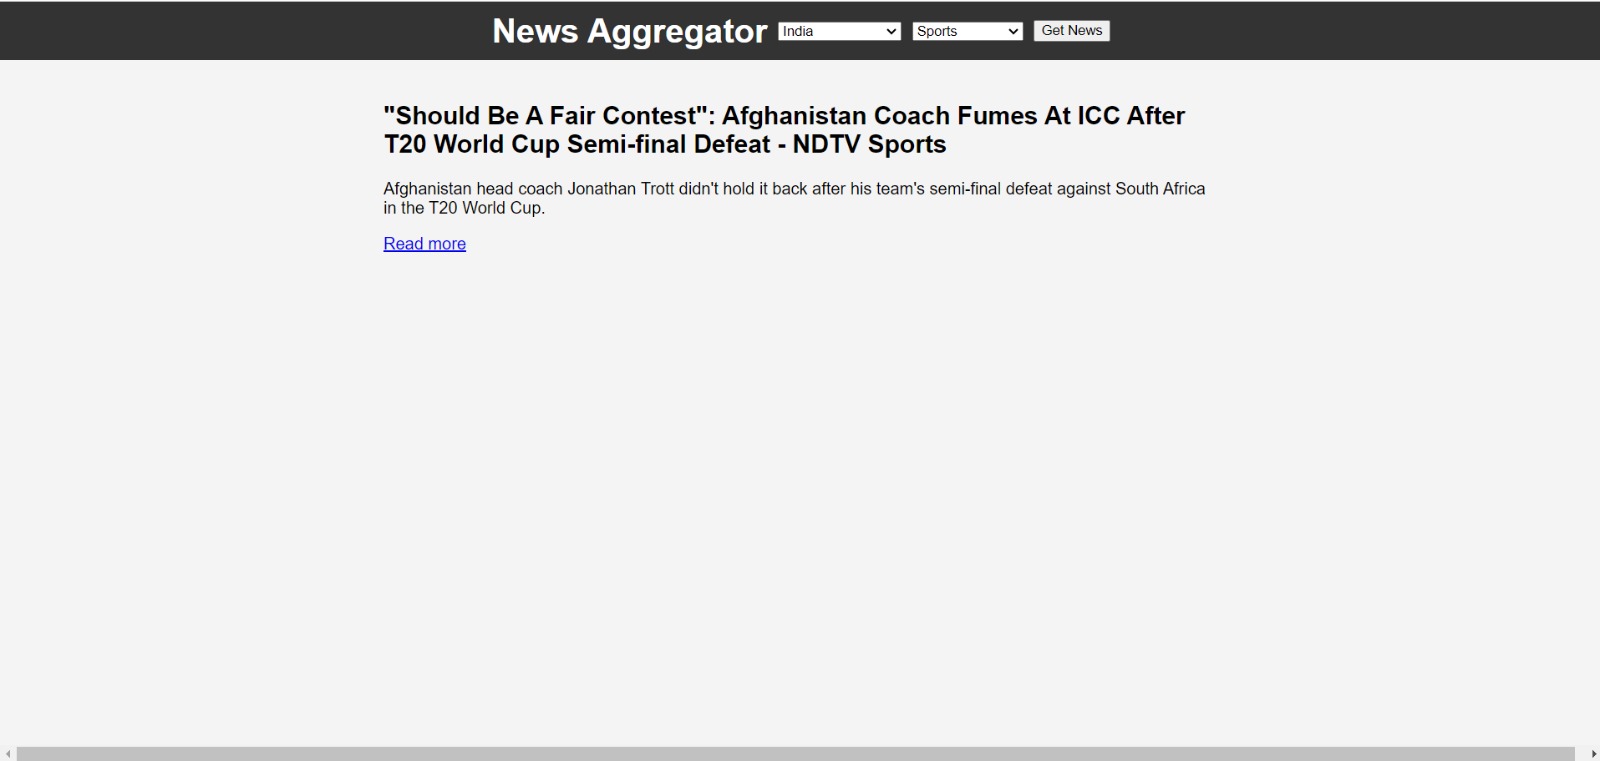 News Aggregator India Sports Get News
"Should Be A Fair Contest": Afghanistan Coach Fumes At ICC After
T20 World Cup Semi-final Defeat - NDTV Sports
Afghanistan head coach Jonathan Trott didn't hold it back after his team's semi-final defeat against South Africa
in the T20 World Cup.
Read more